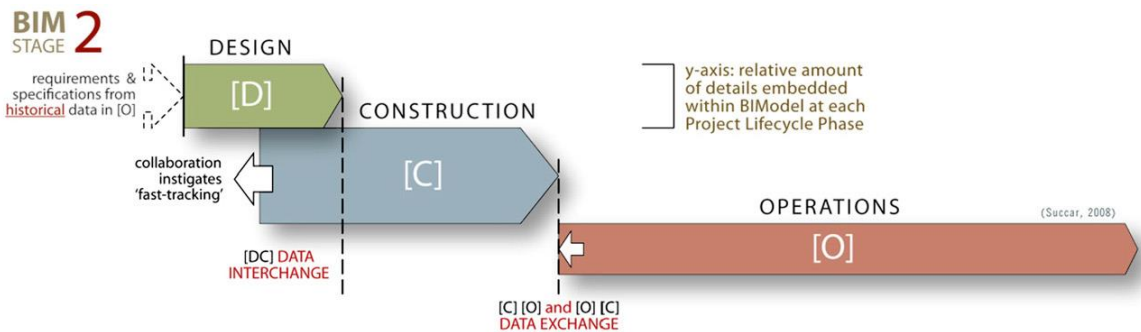 BIM
STAGE 2
DESIGN
requirements &
specifications from
historical data in [O]
[D]
y-axis: relative amount
of details embedded
within BIModel at each
Project Lifecycle Phase
CONSTRUCTION
collaboration
instigates
'fast-tracking'
[C]
OPERATIONS
(Succar, 2008)
[O]
[DC] DATA
INTERCHANGE
[C] [O] and [O] [C]
DATA EXCHANGE